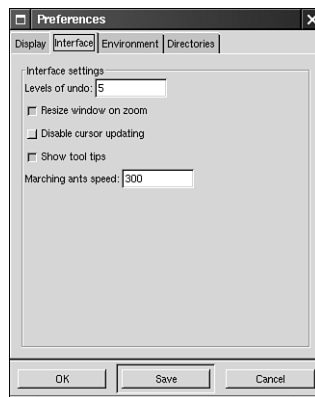 Preferences
Display Interface Environment Directories
Interface settings
Levels of undo: 5
Resize window on zoom
Disable cursor updating
Show tool tips
Marching ants speed: 300
OK Save Cancel